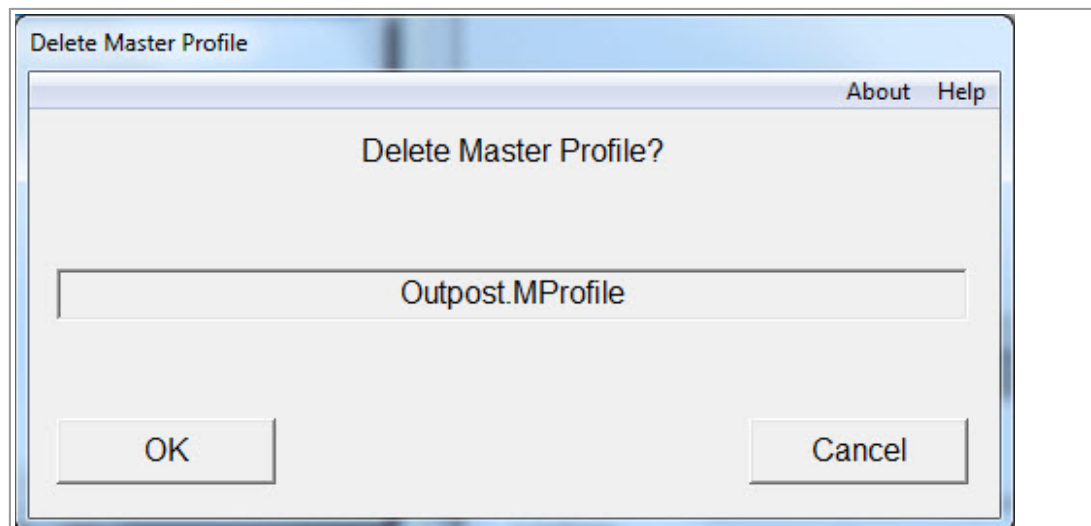 Delete Master Profile
About Help
Delete Master Profile?
Outpost.MProfile
OK Cancel